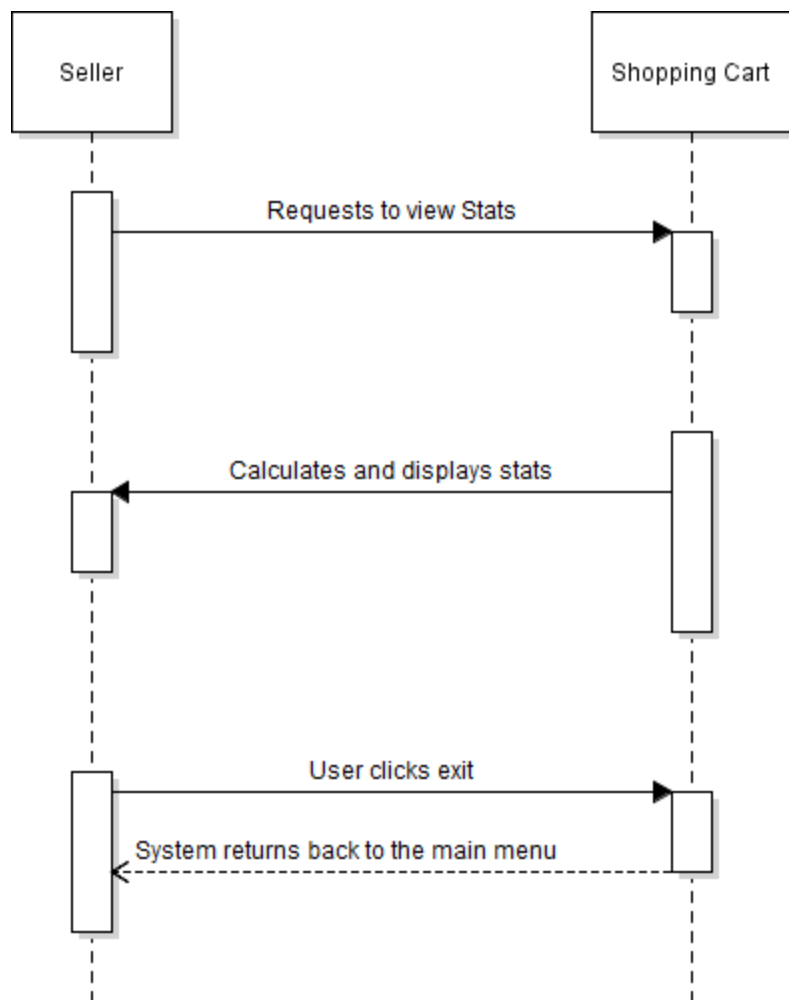 Seller
Shopping Cart
Requests to view Stats
Calculates and displays stats
User clicks exit
System returns back to the main menu